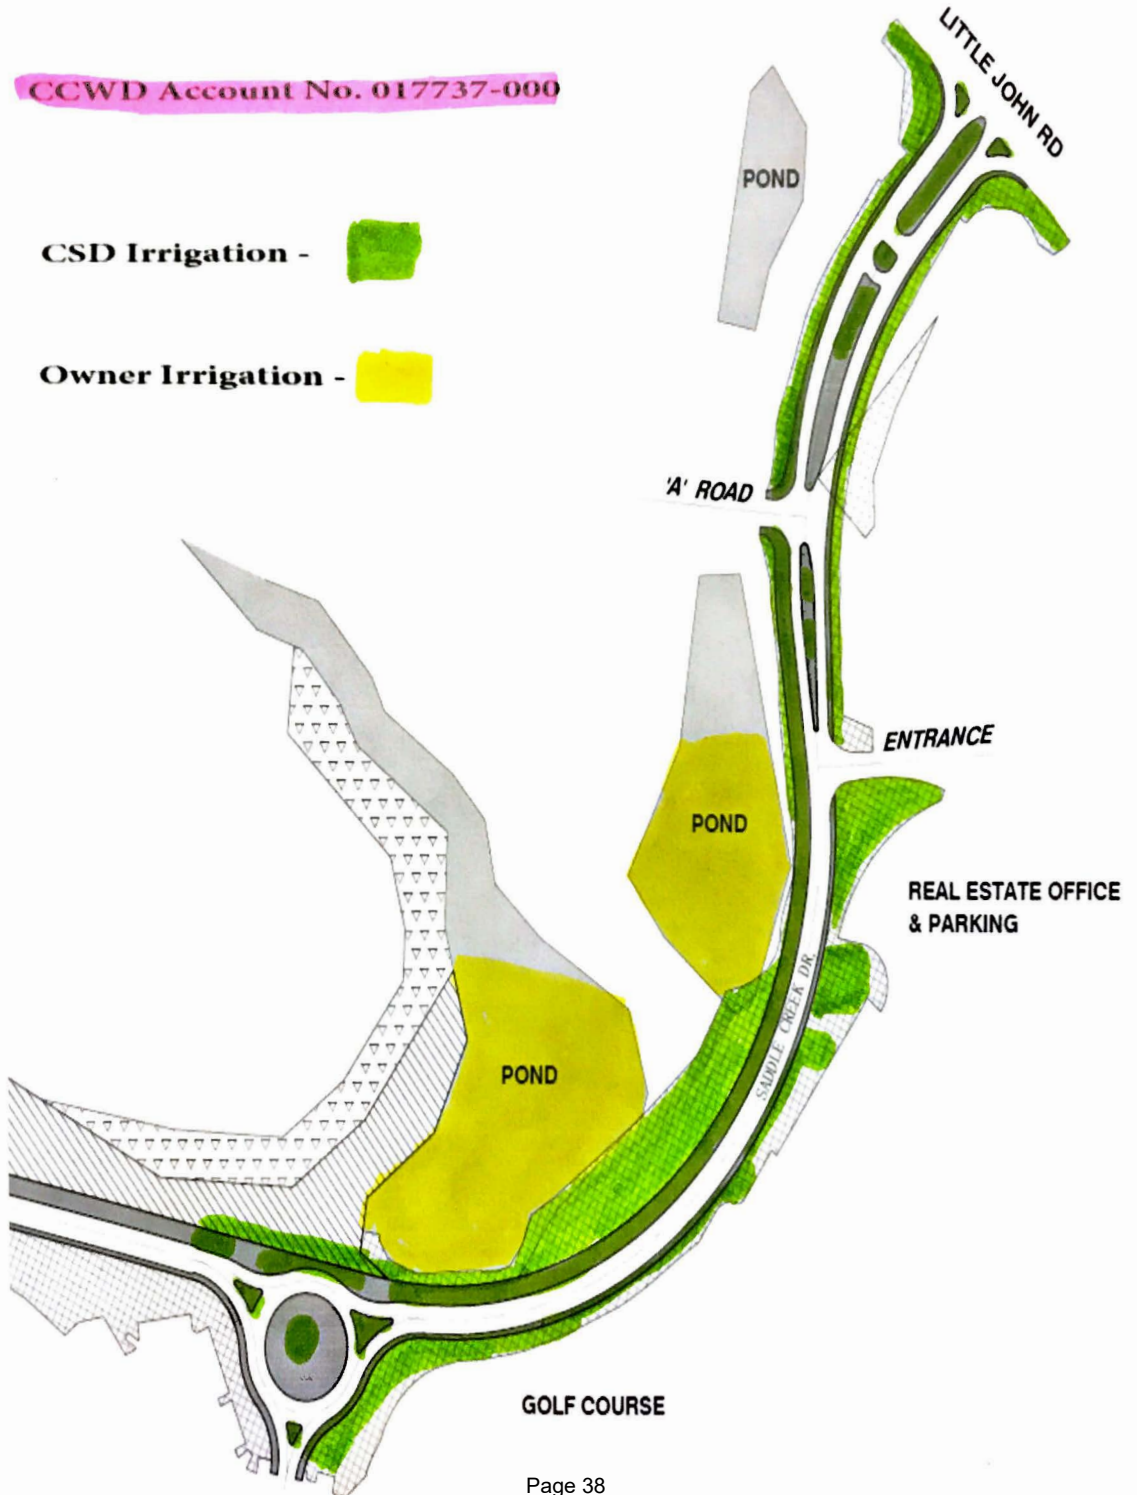 CCWD Account No. 017737-000
LITTLE JOHN RD
POND
CSD Irrigation -
Owner Irrigation -
'A' ROAD
ENTRANCE
POND
REAL ESTATE OFFICE
& PARKING
SADDLE CREEK DR.
POND
GOLF COURSE
Page 38